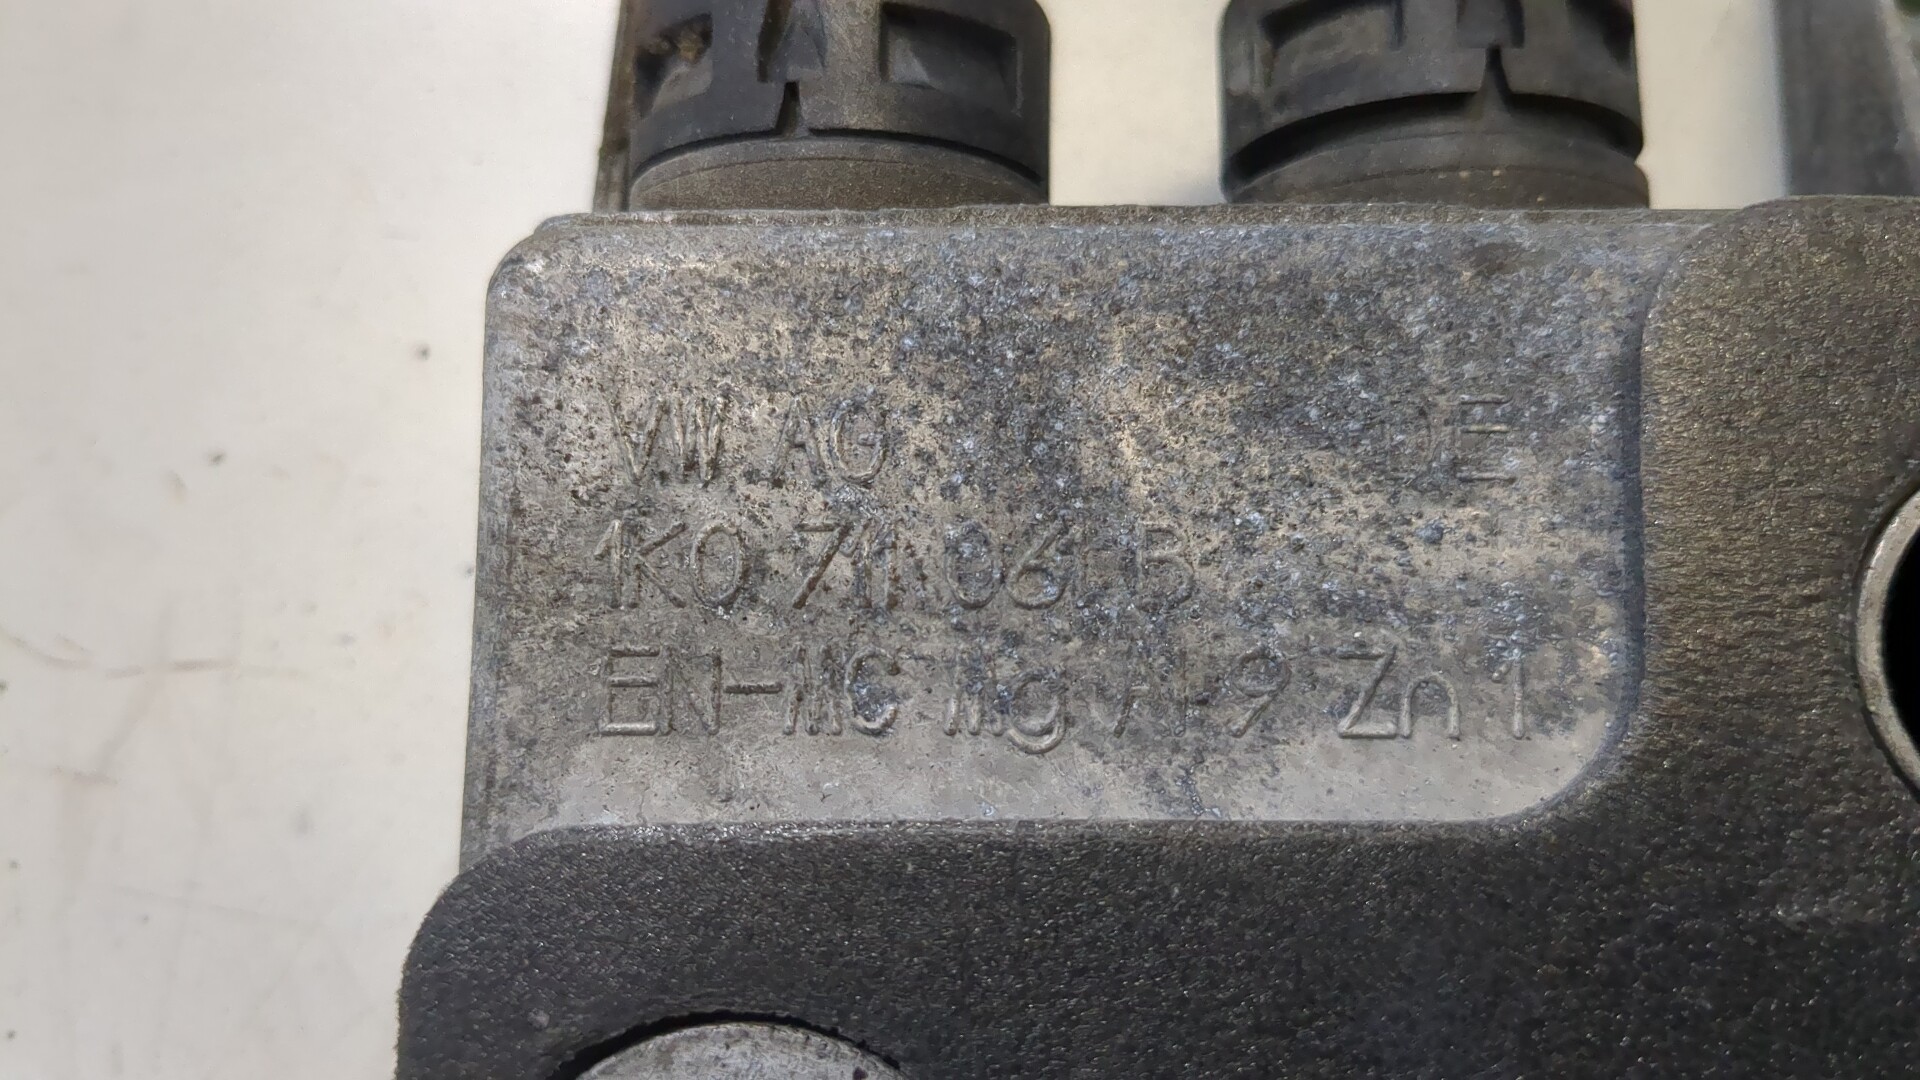 VW AG DE
1K0 711 061 B
EN-MC Mg Al 9 Zn 1